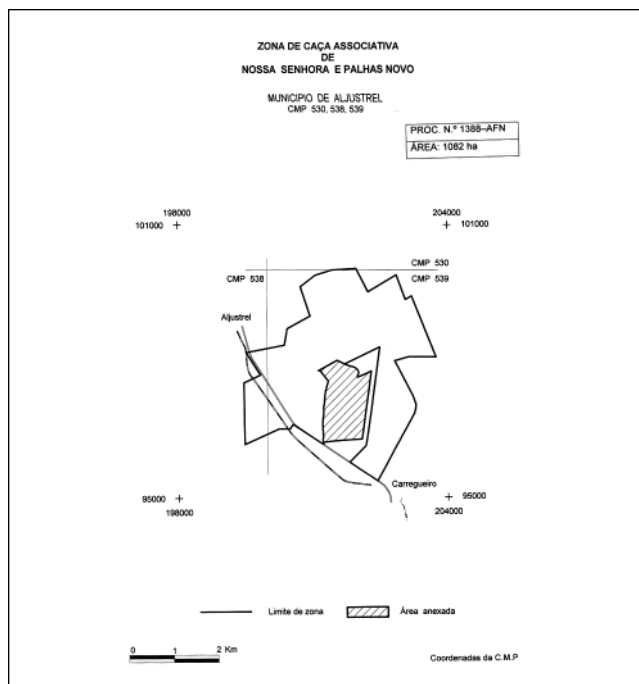 ZONA DE CAÇA ASSOCIATIVA
DE
NOSSA SENHORA E PALHAS NOVO
MUNICIPIO DE ALJUSTREL
CMP 530, 538, 539
PROC. N.º 1388–AFN
ÁREA: 1082 ha
198000
101000
204000
101000
CMP 530
CMP 538
CMP 539
Aljustrel
Carregueiro
95000
198000
95000
204000
Limite de zona
Área anexada
0 1 2 Km
Coordenadas da C.M.P